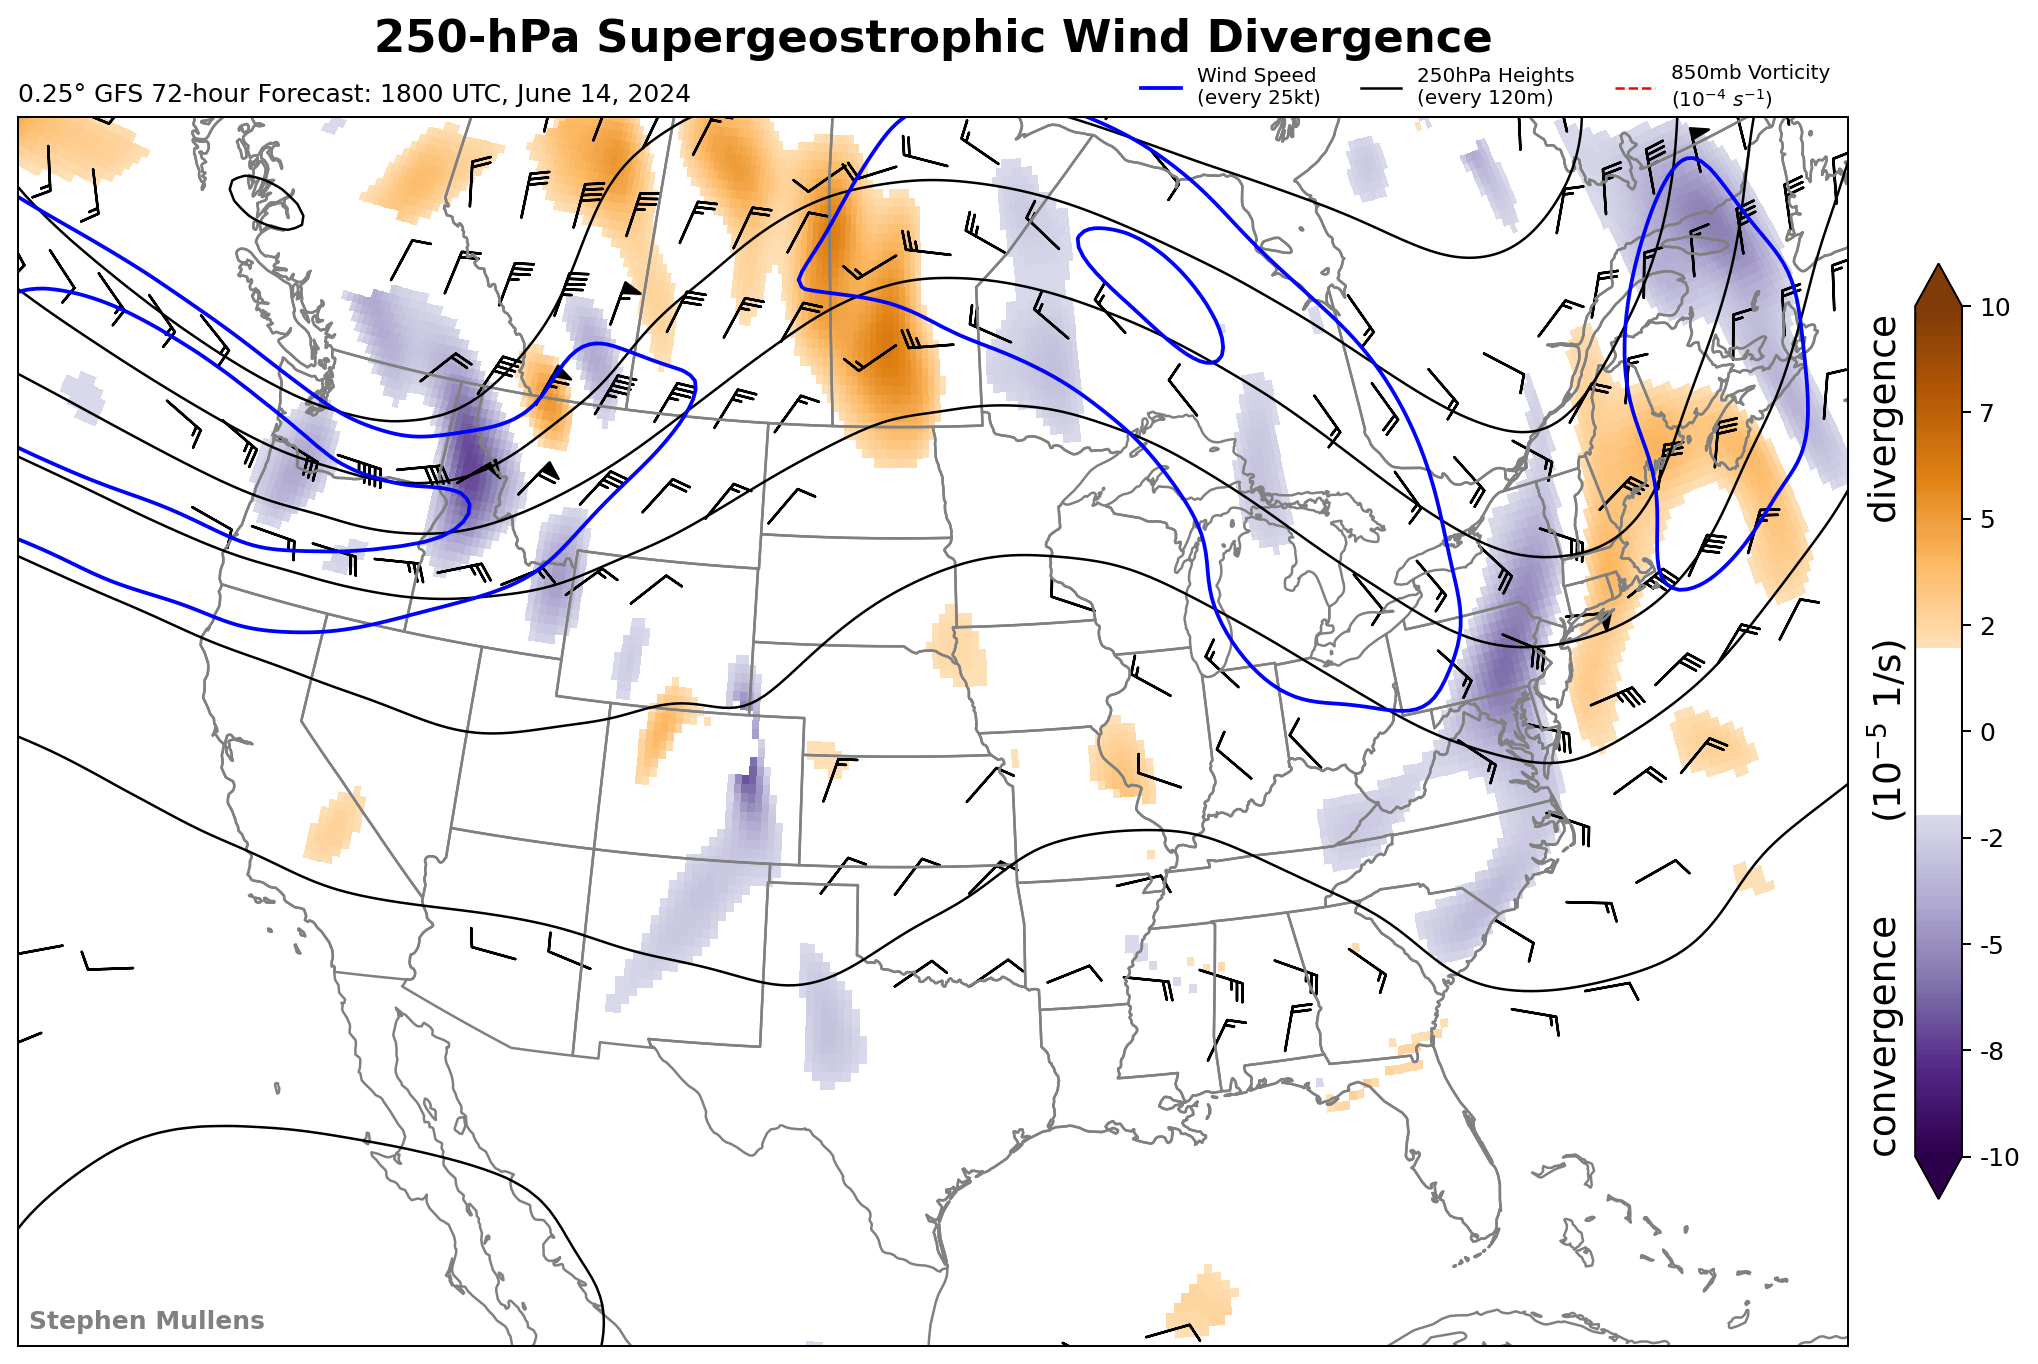 250-hPa Supergeostrophic Wind Divergence
0.25° GFS 72-hour Forecast: 1800 UTC, June 14, 2024
Wind Speed
(every 25kt)
250hPa Heights
(every 120m)
850mb Vorticity
(10⁻⁴ s⁻¹)
10
7
5
2
0
-2
-5
-8
-10
convergence (10⁻⁵ 1/s) divergence
Stephen Mullens